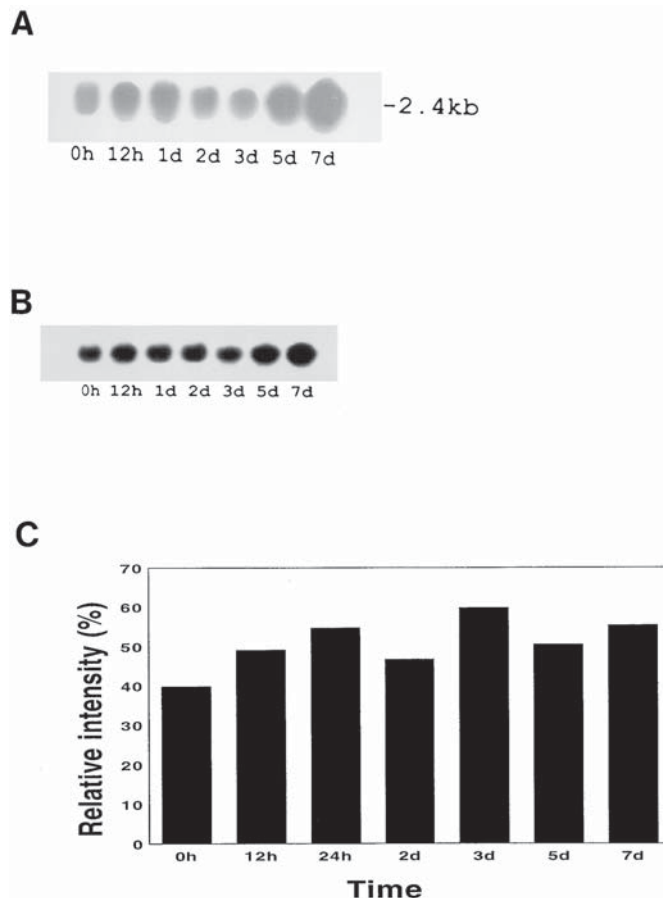 A
-2.4kb
0h 12h 1d 2d 3d 5d 7d
B
0h 12h 1d 2d 3d 5d 7d
C
Relative intensity (%)
70
60
50
40
30
20
10
0
0h 12h 24h 2d 3d 5d 7d
Time